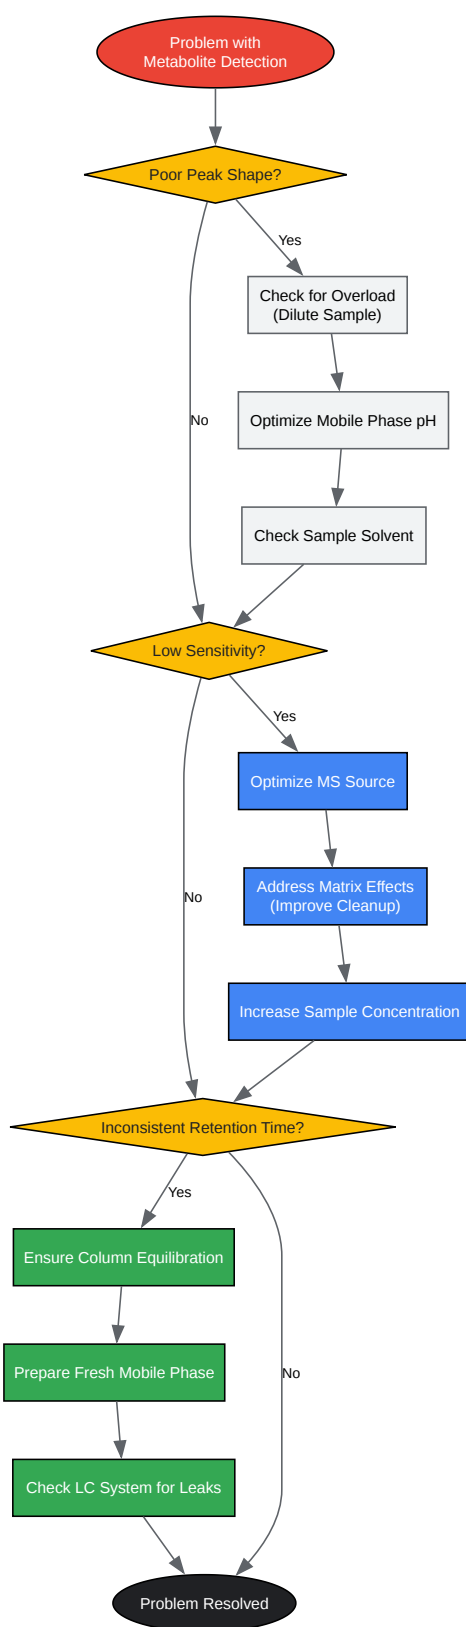 Problem with
Metabolite Detection
Poor Peak Shape?
Yes
Check for Overload
(Dilute Sample)
Optimize Mobile Phase pH
No
Check Sample Solvent
Low Sensitivity?
Yes
Optimize MS Source
Address Matrix Effects
(Improve Cleanup)
No
Increase Sample Concentration
Inconsistent Retention Time?
Yes
Ensure Column Equilibration
Prepare Fresh Mobile Phase
No
Check LC System for Leaks
Problem Resolved